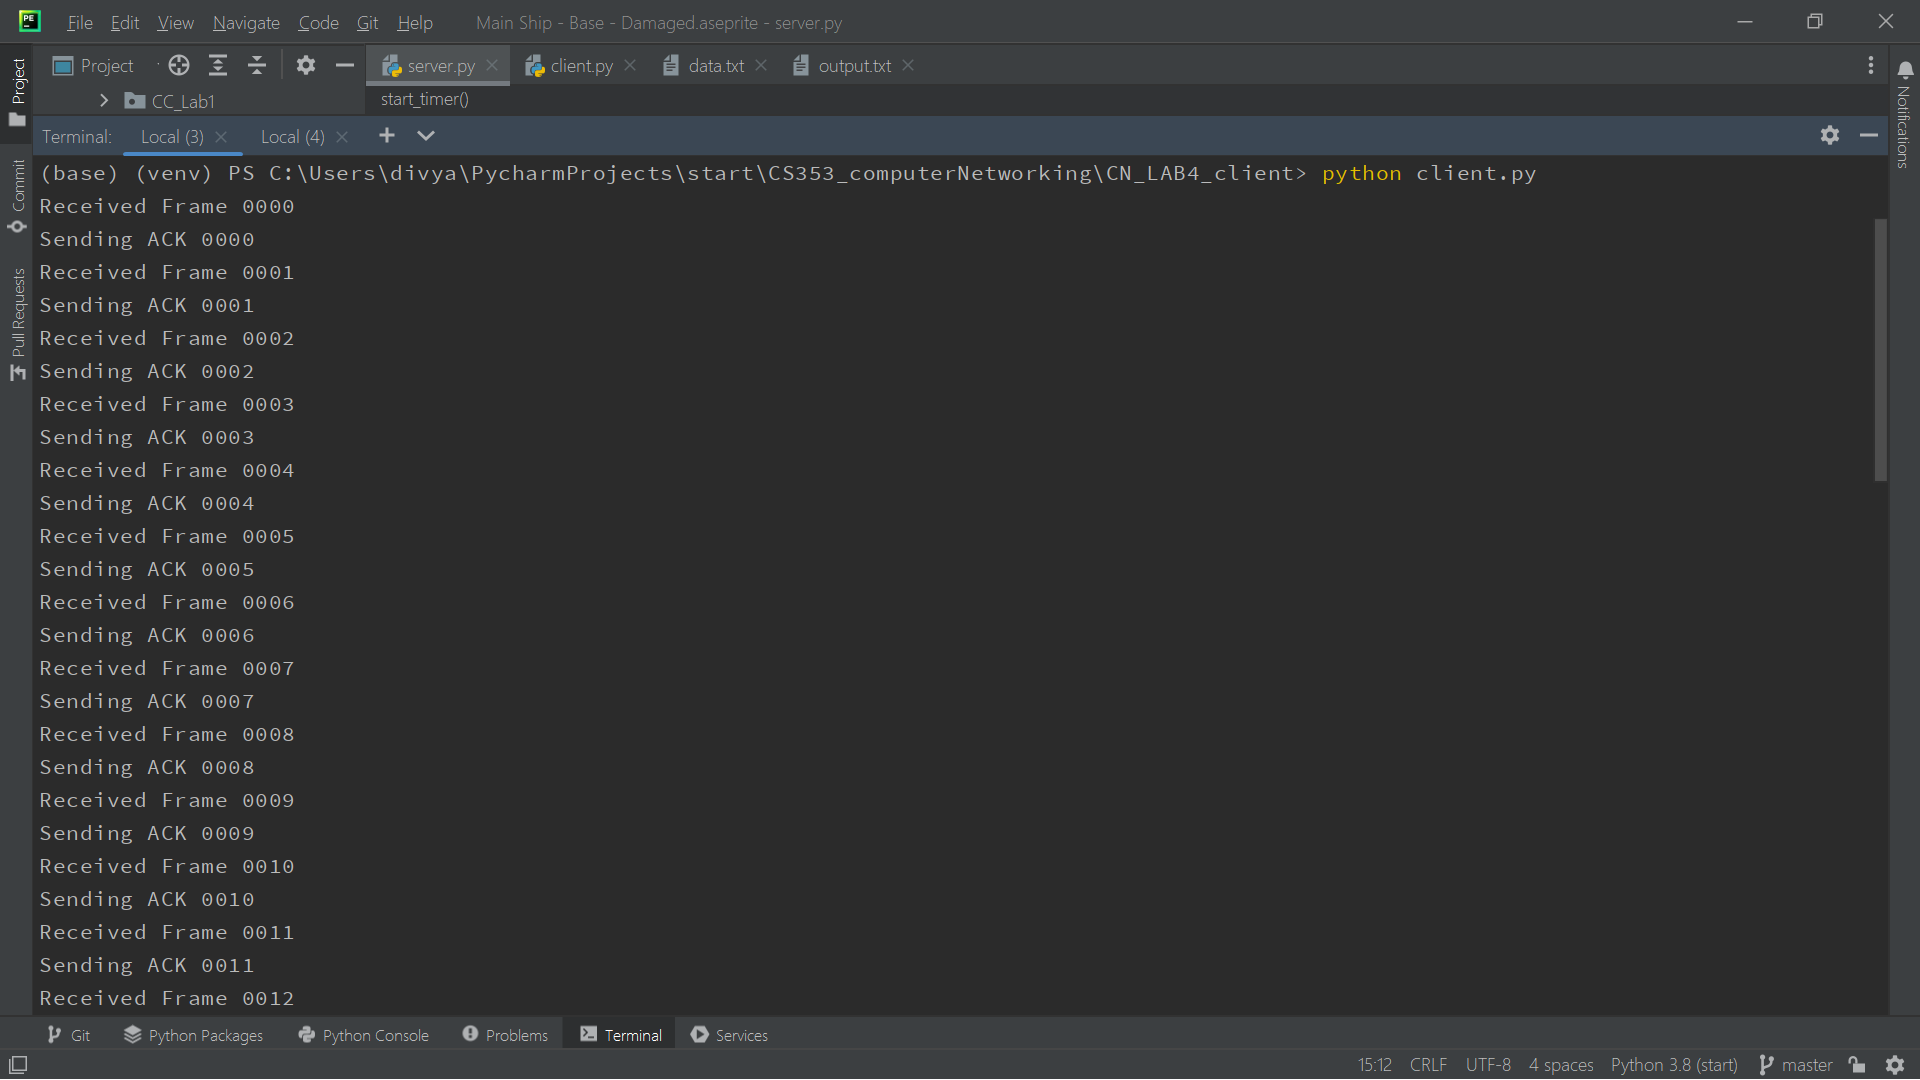 File Edit View Navigate Code Git Help Main Ship - Base - Damaged.aseprite - server.py
Project server.py client.py data.txt output.txt
CC_Lab1 start_timer()
Terminal: Local (3) Local (4)
(base) (venv) PS C:\Users\divya\PycharmProjects\start\CS353_computerNetworking\CN_LAB4_client> python client.py
Received Frame 0000
Sending ACK 0000
Received Frame 0001
Sending ACK 0001
Received Frame 0002
Sending ACK 0002
Received Frame 0003
Sending ACK 0003
Received Frame 0004
Sending ACK 0004
Received Frame 0005
Sending ACK 0005
Received Frame 0006
Sending ACK 0006
Received Frame 0007
Sending ACK 0007
Received Frame 0008
Sending ACK 0008
Received Frame 0009
Sending ACK 0009
Received Frame 0010
Sending ACK 0010
Received Frame 0011
Sending ACK 0011
Received Frame 0012
Project
Commit
Pull Requests
Notifications
Git Python Packages Python Console Problems Terminal Services
15:12 CRLF UTF-8 4 spaces Python 3.8 (start) master